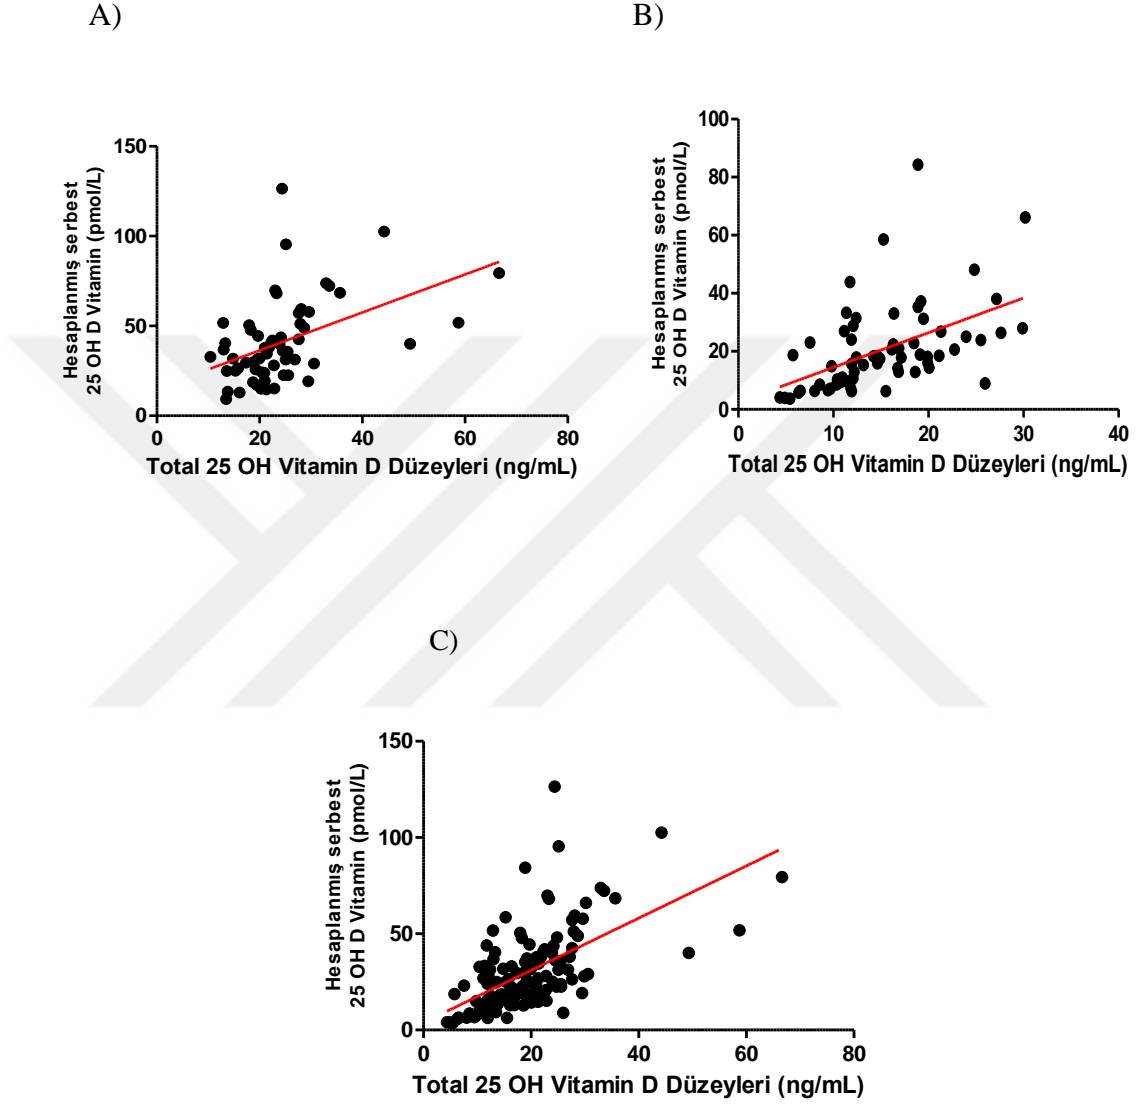 A)
B)
Hesaplanmış serbest
25 OH D Vitamin (pmol/L)
150
100
50
0
0 20 40 60 80
Total 25 OH Vitamin D Düzeyleri (ng/mL)
Hesaplanmış serbest
25 OH D Vitamin (pmol/L)
100
80
60
40
20
0
0 10 20 30 40
Total 25 OH Vitamin D Düzeyleri (ng/mL)
C)
Hesaplanmış serbest
25 OH D Vitamin (pmol/L)
150
100
50
0
0 20 40 60 80
Total 25 OH Vitamin D Düzeyleri (ng/mL)